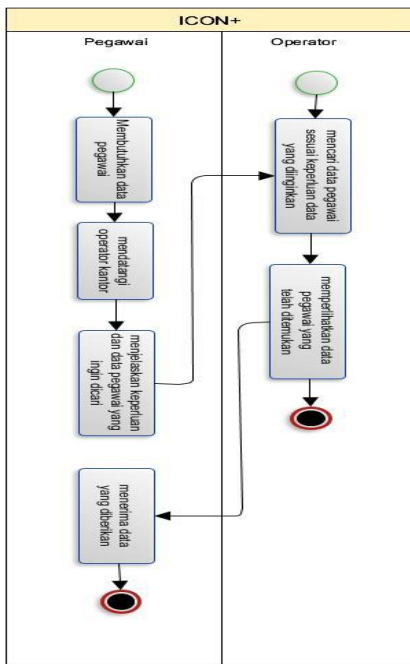 ICON+
Pegawai
Operator
Membutuhkan data
pegawai
mendatangi
operator kantor
menjelaskan keperluan
dan data pegawai yang
ingin dicari
mencari data pegawai
sesuai keperluan data
yang diinginkan
memperlihatkan data
pegawai yang
telah ditemukan
menerima data
yang diberikan